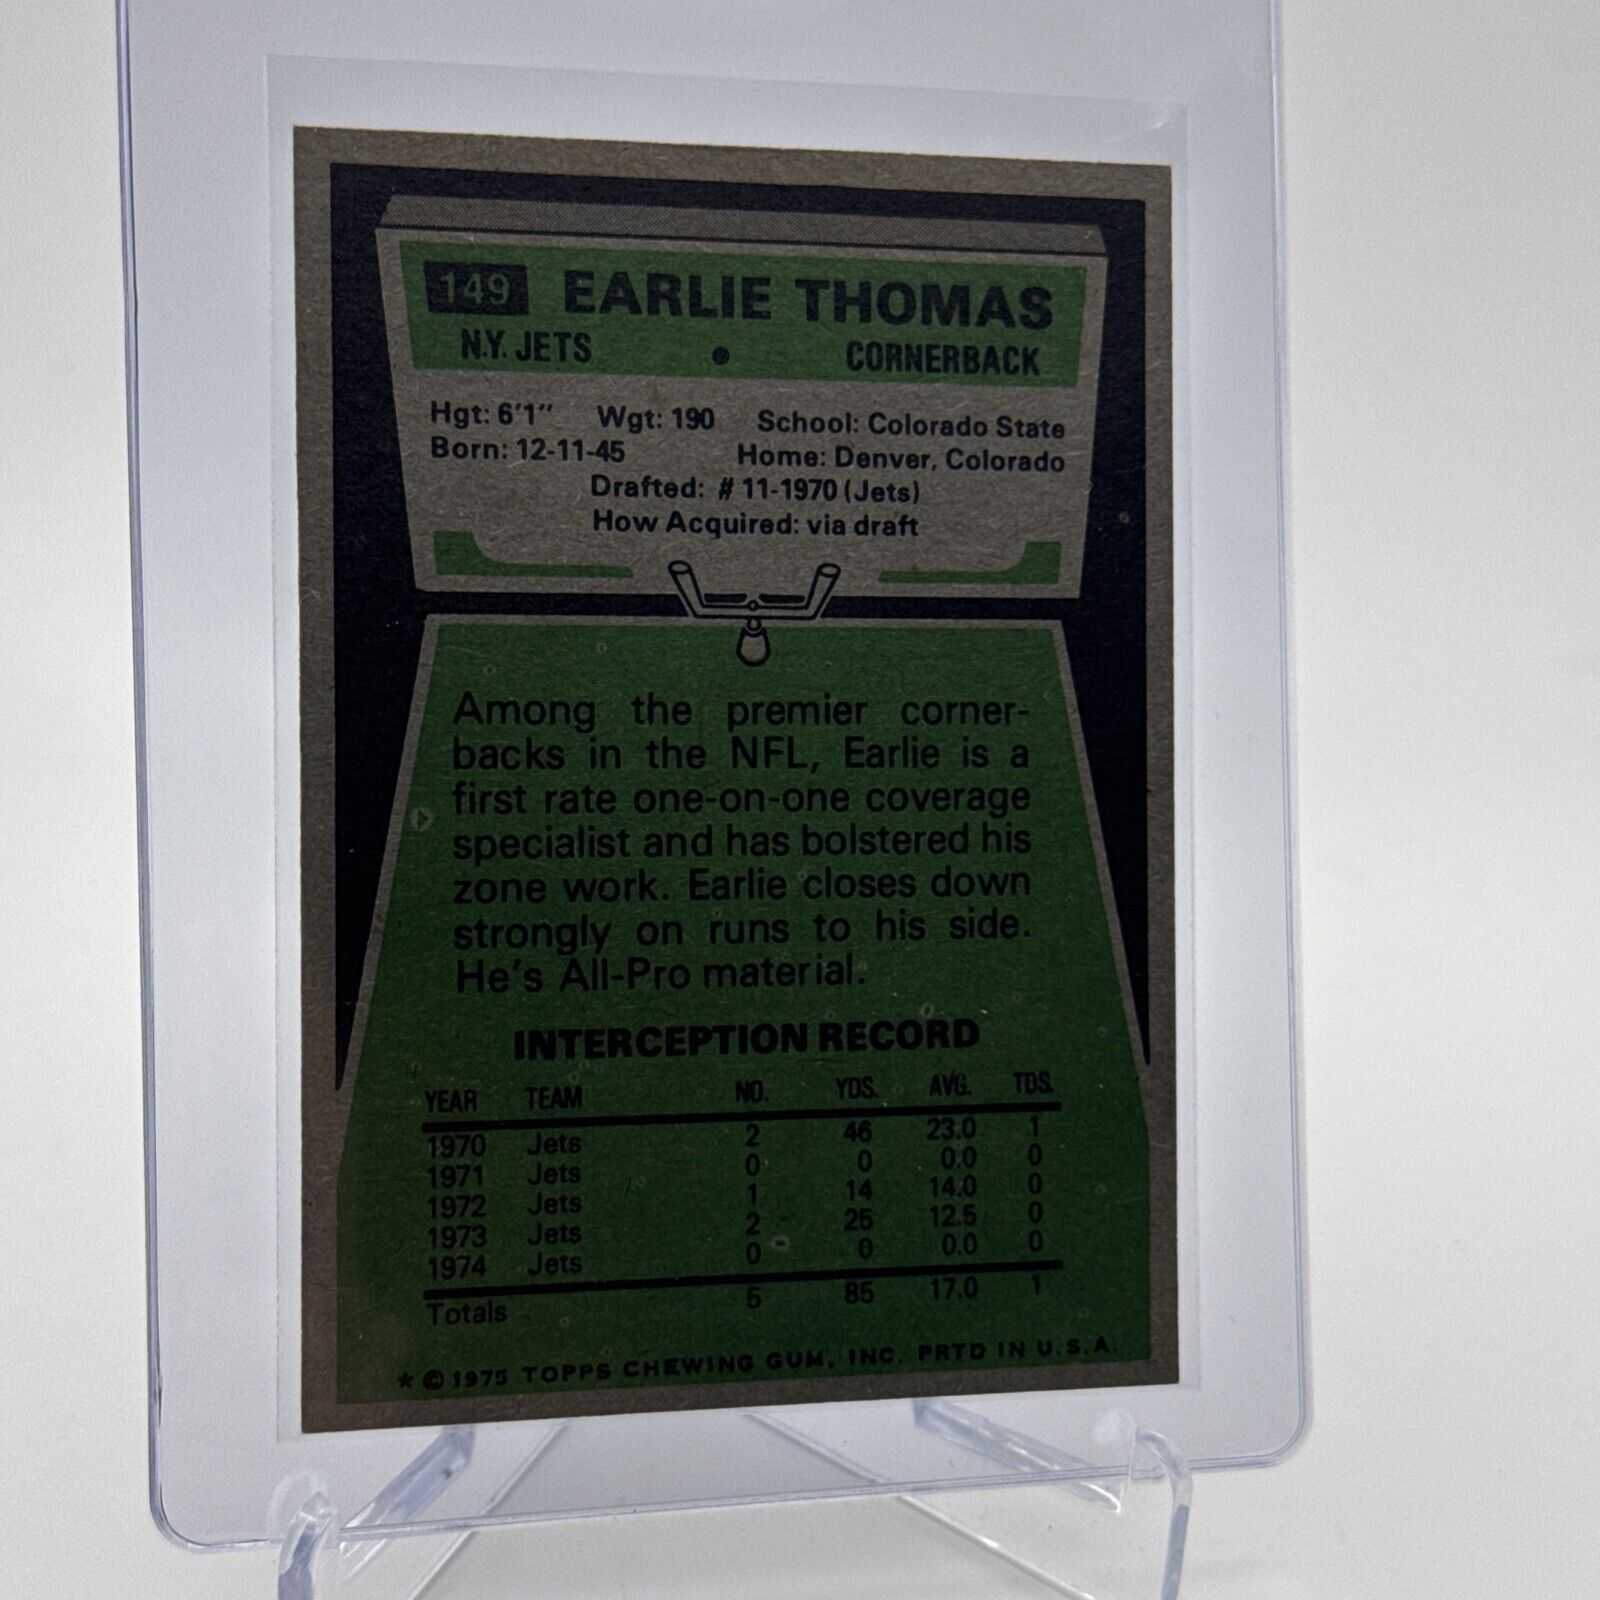 149 EARLIE THOMAS
N.Y. JETS • CORNERBACK
Hgt: 6'1" Wgt: 190 School: Colorado State
Born: 12-11-45 Home: Denver, Colorado
Drafted: # 11-1970 (Jets)
How Acquired: via draft
Among the premier corner-
backs in the NFL, Earlie is a
first rate one-on-one coverage
specialist and has bolstered his
zone work. Earlie closes down
strongly on runs to his side.
He's All-Pro material.
INTERCEPTION RECORD
YEAR TEAM NO. YDS. AVG. TDS.
1970 Jets 2 46 23.0 1
1971 Jets 0 0 0.0 0
1972 Jets 1 14 14.0 0
1973 Jets 2 25 12.5 0
1974 Jets 0 0 0.0 0
Totals 5 85 17.0 1
* © 1975 TOPPS CHEWING GUM, INC. PRTD IN U.S.A.